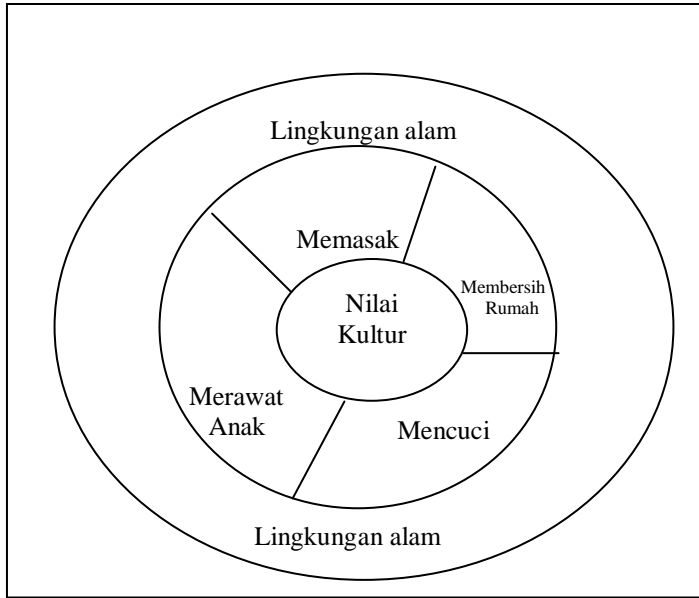 Lingkungan alam
Memasak
Membersih
Rumah
Nilai
Kultur
Merawat
Anak
Mencuci
Lingkungan alam